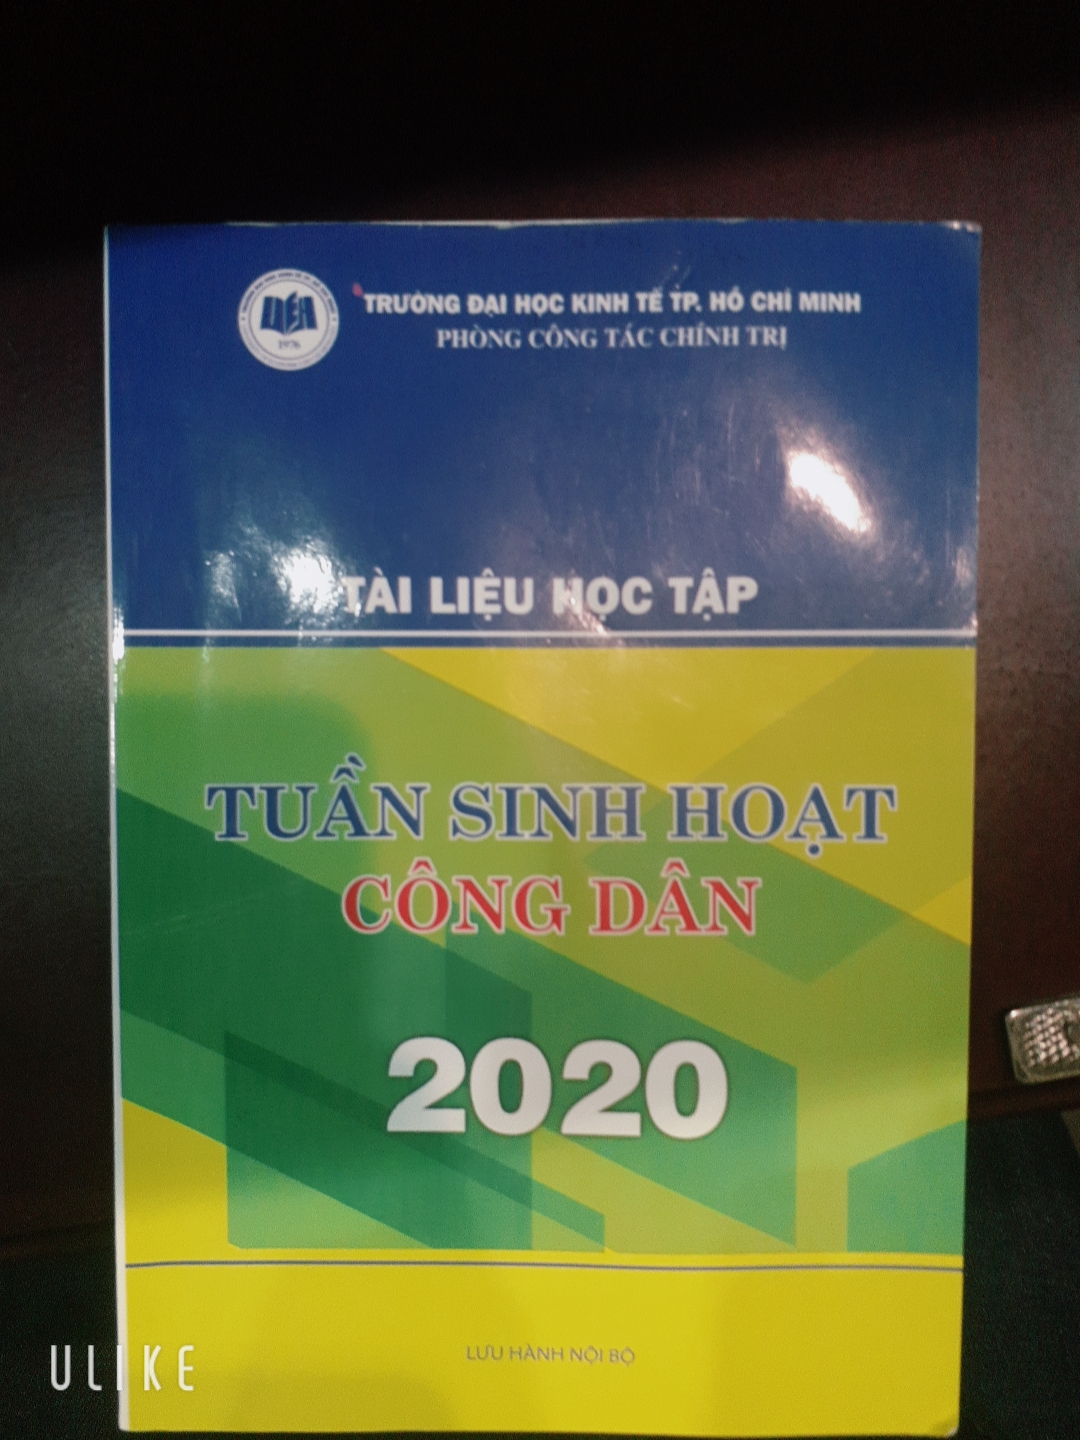 TRƯỜNG ĐẠI HỌC KINH TẾ TP. HỒ CHÍ MINH
PHÒNG CÔNG TÁC CHÍNH TRỊ
1976
TÀI LIỆU HỌC TẬP
TUẦN SINH HOẠT
CÔNG DÂN
2020
LƯU HÀNH NỘI BỘ
ULIKE